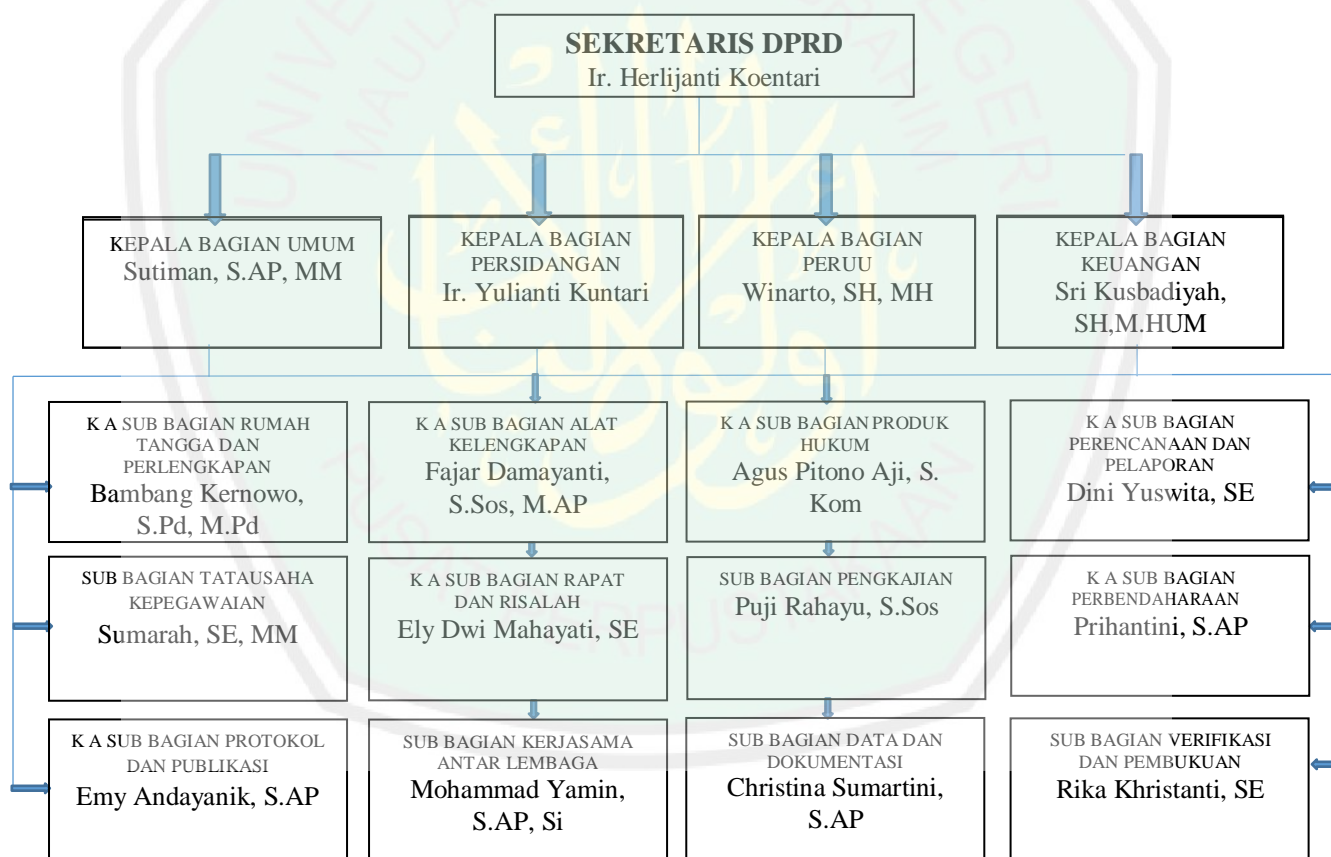 SEKRETARIS DPRD
Ir. Herlijanti Koentari
KEPALA BAGIAN UMUM
Sutiman, S.AP, MM
KEPALA BAGIAN
PERSIDANGAN
Ir. Yulianti Kuntari
KEPALA BAGIAN
PERUU
Winarto, SH, MH
KEPALA BAGIAN
KEUANGAN
Sri Kusbadiyah,
SH,M.HUM
K A SUB BAGIAN RUMAH
TANGGA DAN
PERLENGKAPAN
Bambang Kernowo,
S.Pd, M.Pd
K A SUB BAGIAN ALAT
KELENGKAPAN
Fajar Damayanti,
S.Sos, M.AP
K A SUB BAGIAN PRODUK
HUKUM
Agus Pitono Aji, S.
Kom
K A SUB BAGIAN
PERENCANAAN DAN
PELAPORAN
Dini Yuswita, SE
SUB BAGIAN TATAUSAHA
KEPEGAWAIAN
Sumarah, SE, MM
K A SUB BAGIAN RAPAT
DAN RISALAH
Ely Dwi Mahayati, SE
SUB BAGIAN PENGKAJIAN
Puji Rahayu, S.Sos
K A SUB BAGIAN
PERBENDAHARAAN
Prihantini, S.AP
K A SUB BAGIAN PROTOKOL
DAN PUBLIKASI
Emy Andayanik, S.AP
SUB BAGIAN KERJASAMA
ANTAR LEMBAGA
Mohammad Yamin,
S.AP, Si
SUB BAGIAN DATA DAN
DOKUMENTASI
Christina Sumartini,
S.AP
SUB BAGIAN VERIFIKASI
DAN PEMBUKUAN
Rika Khristanti, SE